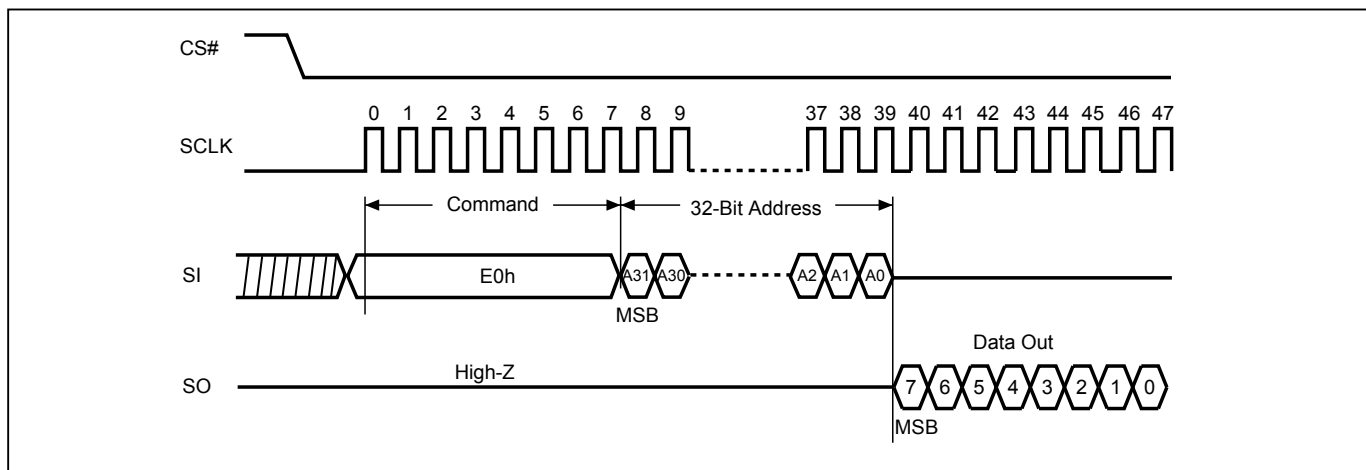 CS#
0 1 2 3 4 5 6 7 8 9 37 38 39 40 41 42 43 44 45 46 47
SCLK
Command 32-Bit Address
SI E0h A31 A30 A2 A1 A0
MSB
Data Out
High-Z
SO 7 6 5 4 3 2 1 0
MSB